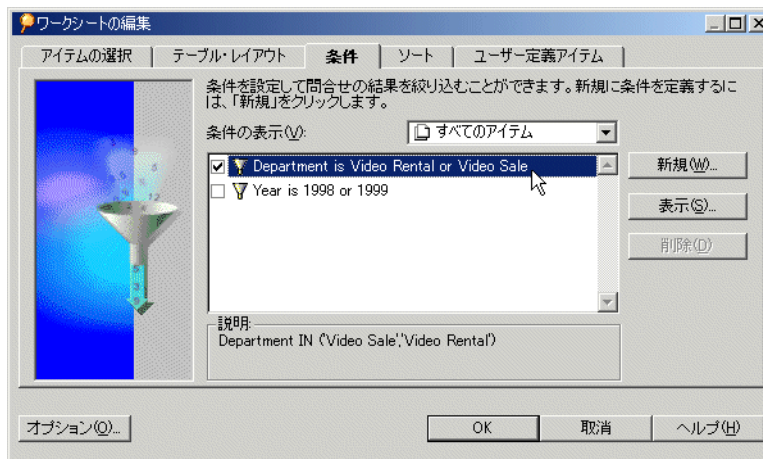 ワークシートの編集
アイテムの選択 テーブル・レイアウト 条件 ソート ユーザー定義アイテム
条件を設定して問合せの結果を絞り込むことができます。新規に条件を定義するに
は、「新規」をクリックします。
条件の表示(V): すべてのアイテム
Department is Video Rental or Video Sale 新規(W)...
Year is 1998 or 1999
表示(S)...
削除(D)
説明:
Department IN ('Video Sale','Video Rental')
オプション(O)... OK 取消 ヘルプ(H)